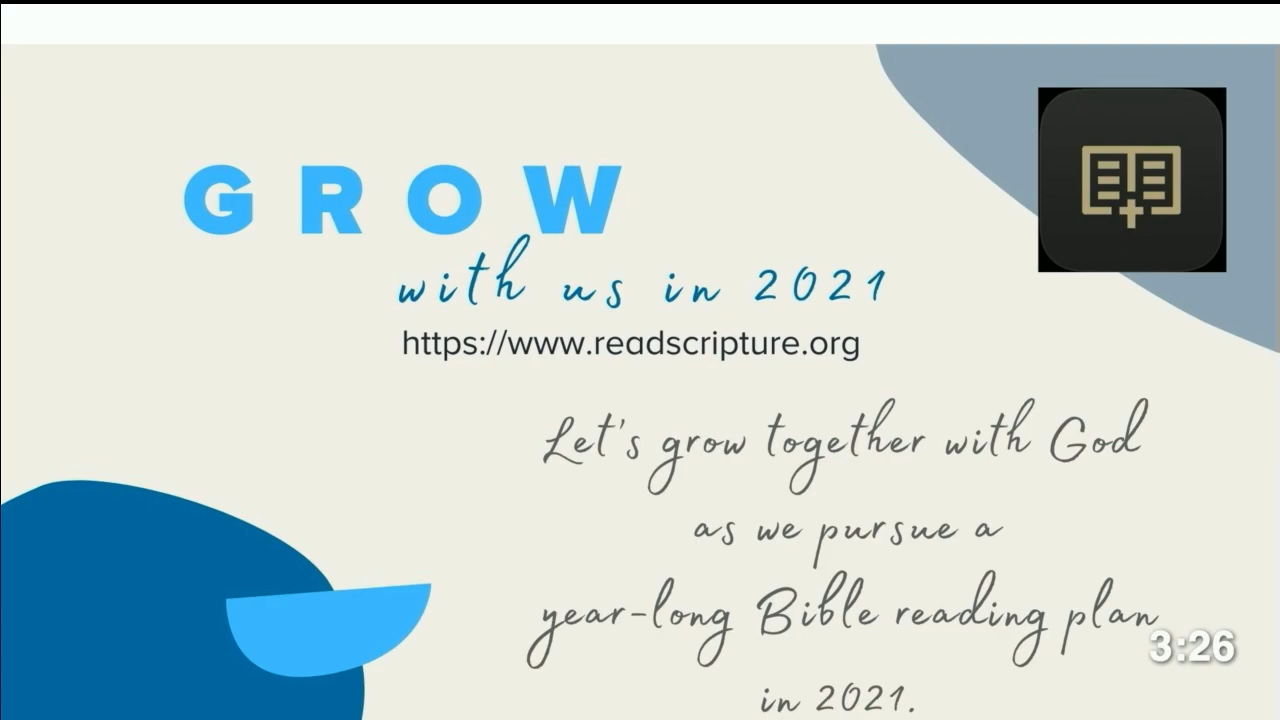 GROW
with us in 2021
https://www.readscripture.org
Let's grow together with God
as we pursue a
year-long Bible reading plan
3:26
in 2021.